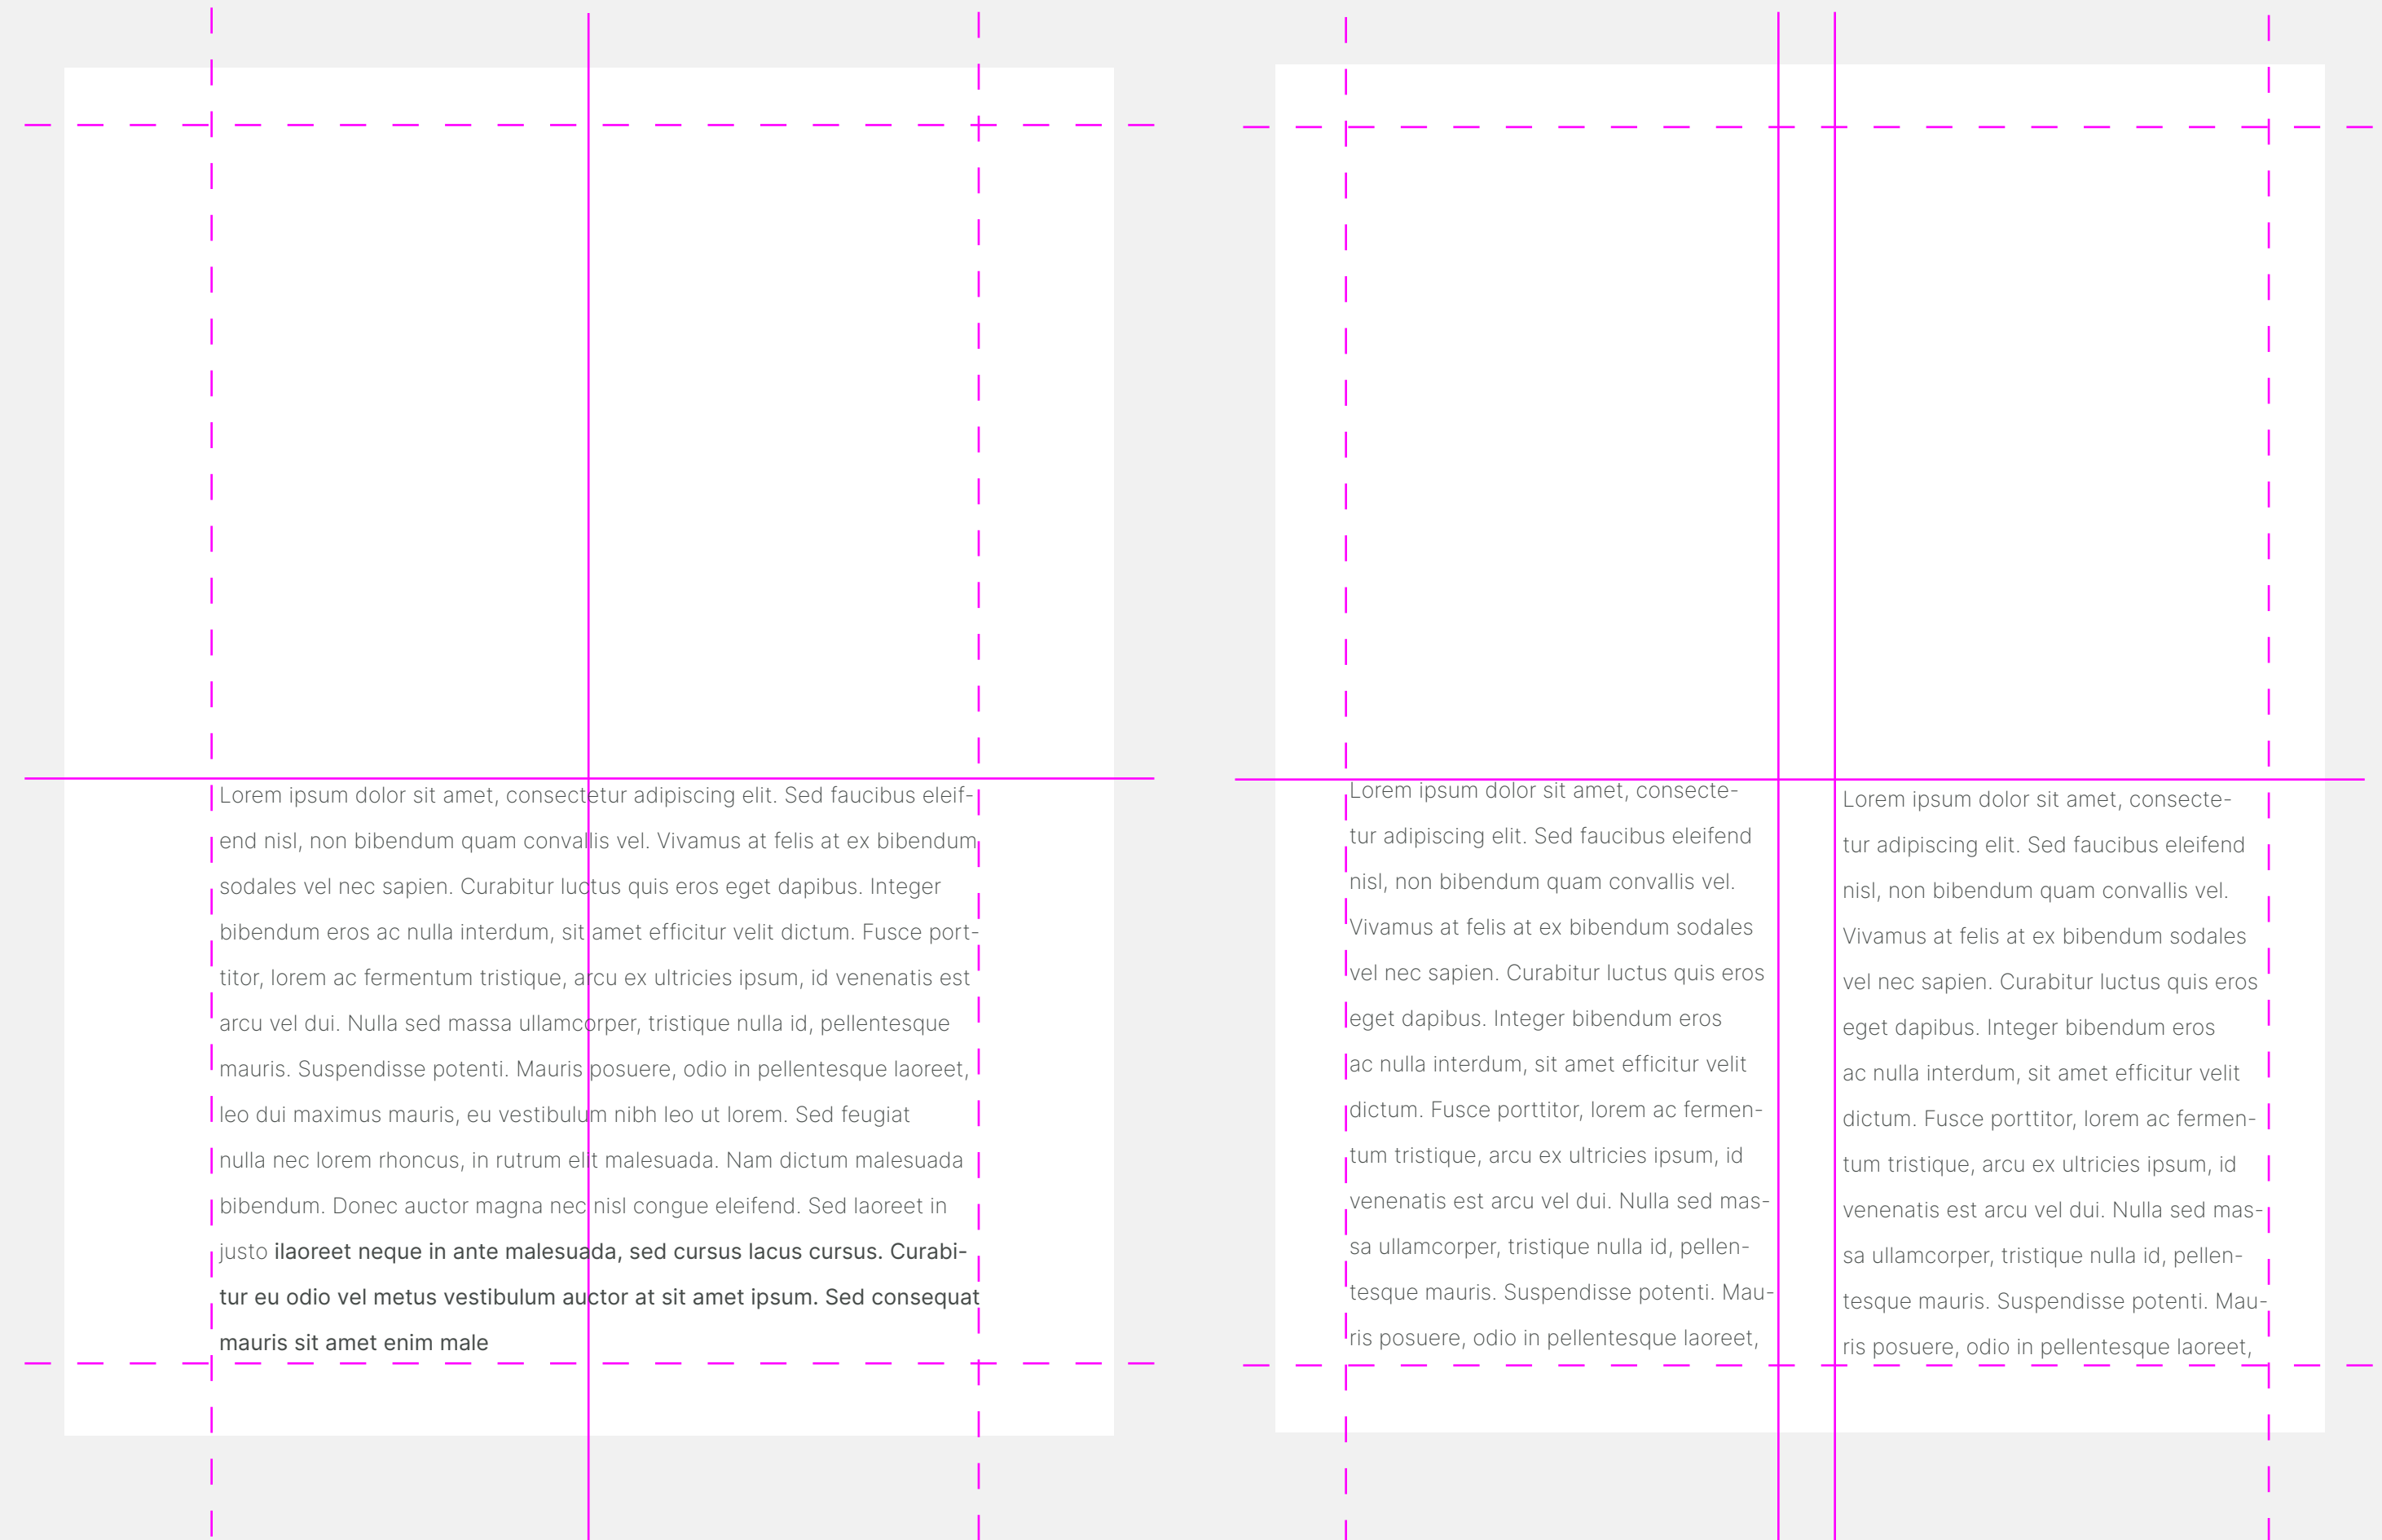 Lorem ipsum dolor sit amet, consectetur adipiscing elit. Sed faucibus eleif-
end nisl, non bibendum quam convallis vel. Vivamus at felis at ex bibendum
sodales vel nec sapien. Curabitur luctus quis eros eget dapibus. Integer
bibendum eros ac nulla interdum, sit amet efficitur velit dictum. Fusce port-
titor, lorem ac fermentum tristique, arcu ex ultricies ipsum, id venenatis est
arcu vel dui. Nulla sed massa ullamcorper, tristique nulla id, pellentesque
mauris. Suspendisse potenti. Mauris posuere, odio in pellentesque laoreet,
leo dui maximus mauris, eu vestibulum nibh leo ut lorem. Sed feugiat
nulla nec lorem rhoncus, in rutrum elit malesuada. Nam dictum malesuada
bibendum. Donec auctor magna nec nisl congue eleifend. Sed laoreet in
justo ilaoreet neque in ante malesuada, sed cursus lacus cursus. Curabi-
tur eu odio vel metus vestibulum auctor at sit amet ipsum. Sed consequat
mauris sit amet enim male
Lorem ipsum dolor sit amet, consecte-
tur adipiscing elit. Sed faucibus eleifend
nisl, non bibendum quam convallis vel.
Vivamus at felis at ex bibendum sodales
vel nec sapien. Curabitur luctus quis eros
eget dapibus. Integer bibendum eros
ac nulla interdum, sit amet efficitur velit
dictum. Fusce porttitor, lorem ac fermen-
tum tristique, arcu ex ultricies ipsum, id
venenatis est arcu vel dui. Nulla sed mas-
sa ullamcorper, tristique nulla id, pellen-
tesque mauris. Suspendisse potenti. Mau-
ris posuere, odio in pellentesque laoreet,
Lorem ipsum dolor sit amet, consecte-
tur adipiscing elit. Sed faucibus eleifend
nisl, non bibendum quam convallis vel.
Vivamus at felis at ex bibendum sodales
vel nec sapien. Curabitur luctus quis eros
eget dapibus. Integer bibendum eros
ac nulla interdum, sit amet efficitur velit
dictum. Fusce porttitor, lorem ac fermen-
tum tristique, arcu ex ultricies ipsum, id
venenatis est arcu vel dui. Nulla sed mas-
sa ullamcorper, tristique nulla id, pellen-
tesque mauris. Suspendisse potenti. Mau-
ris posuere, odio in pellentesque laoreet,